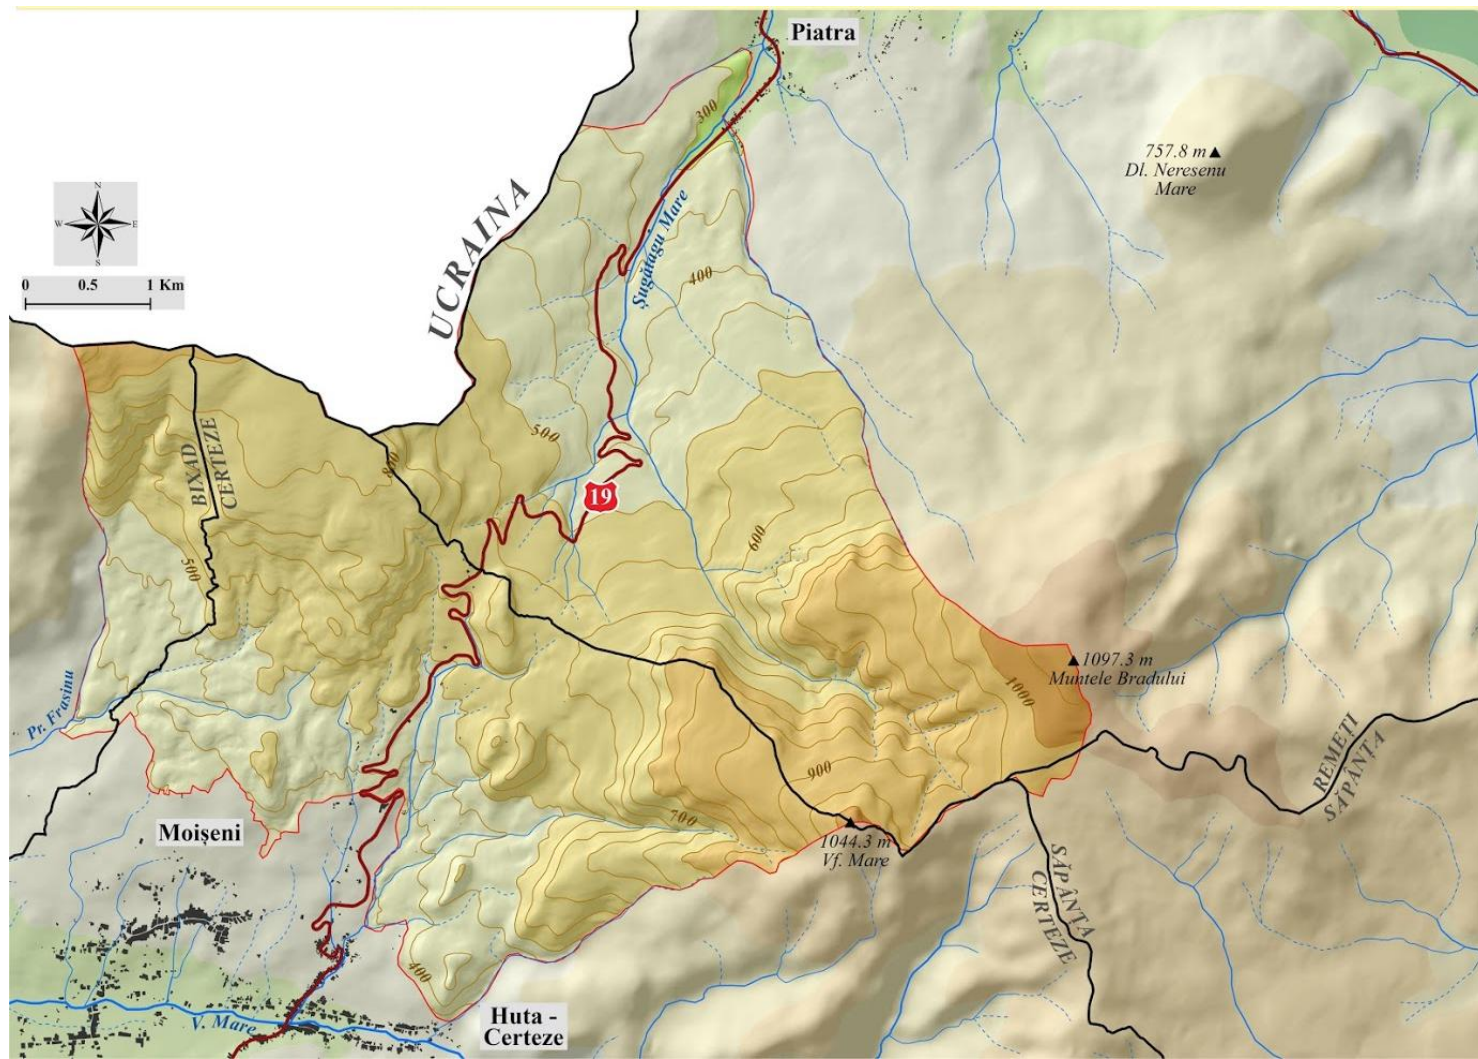 Piatra
300
757.8 m
Dl. Neresenu
Mare
N
W E
S
UCRAINA
Șugătagu Mare
0 0.5 1 Km
400
BIXAD
CERTEZE
800
500
19
600
500
1097.3 m
Muntele Bradului
1000
Pr. Frasinu
REMEȚI
SĂPÂNȚA
900
700
Moișeni
1044.3 m
Vf. Mare
SĂPÂNȚA
CERTEZE
400
V. Mare
Huta -
Certeze